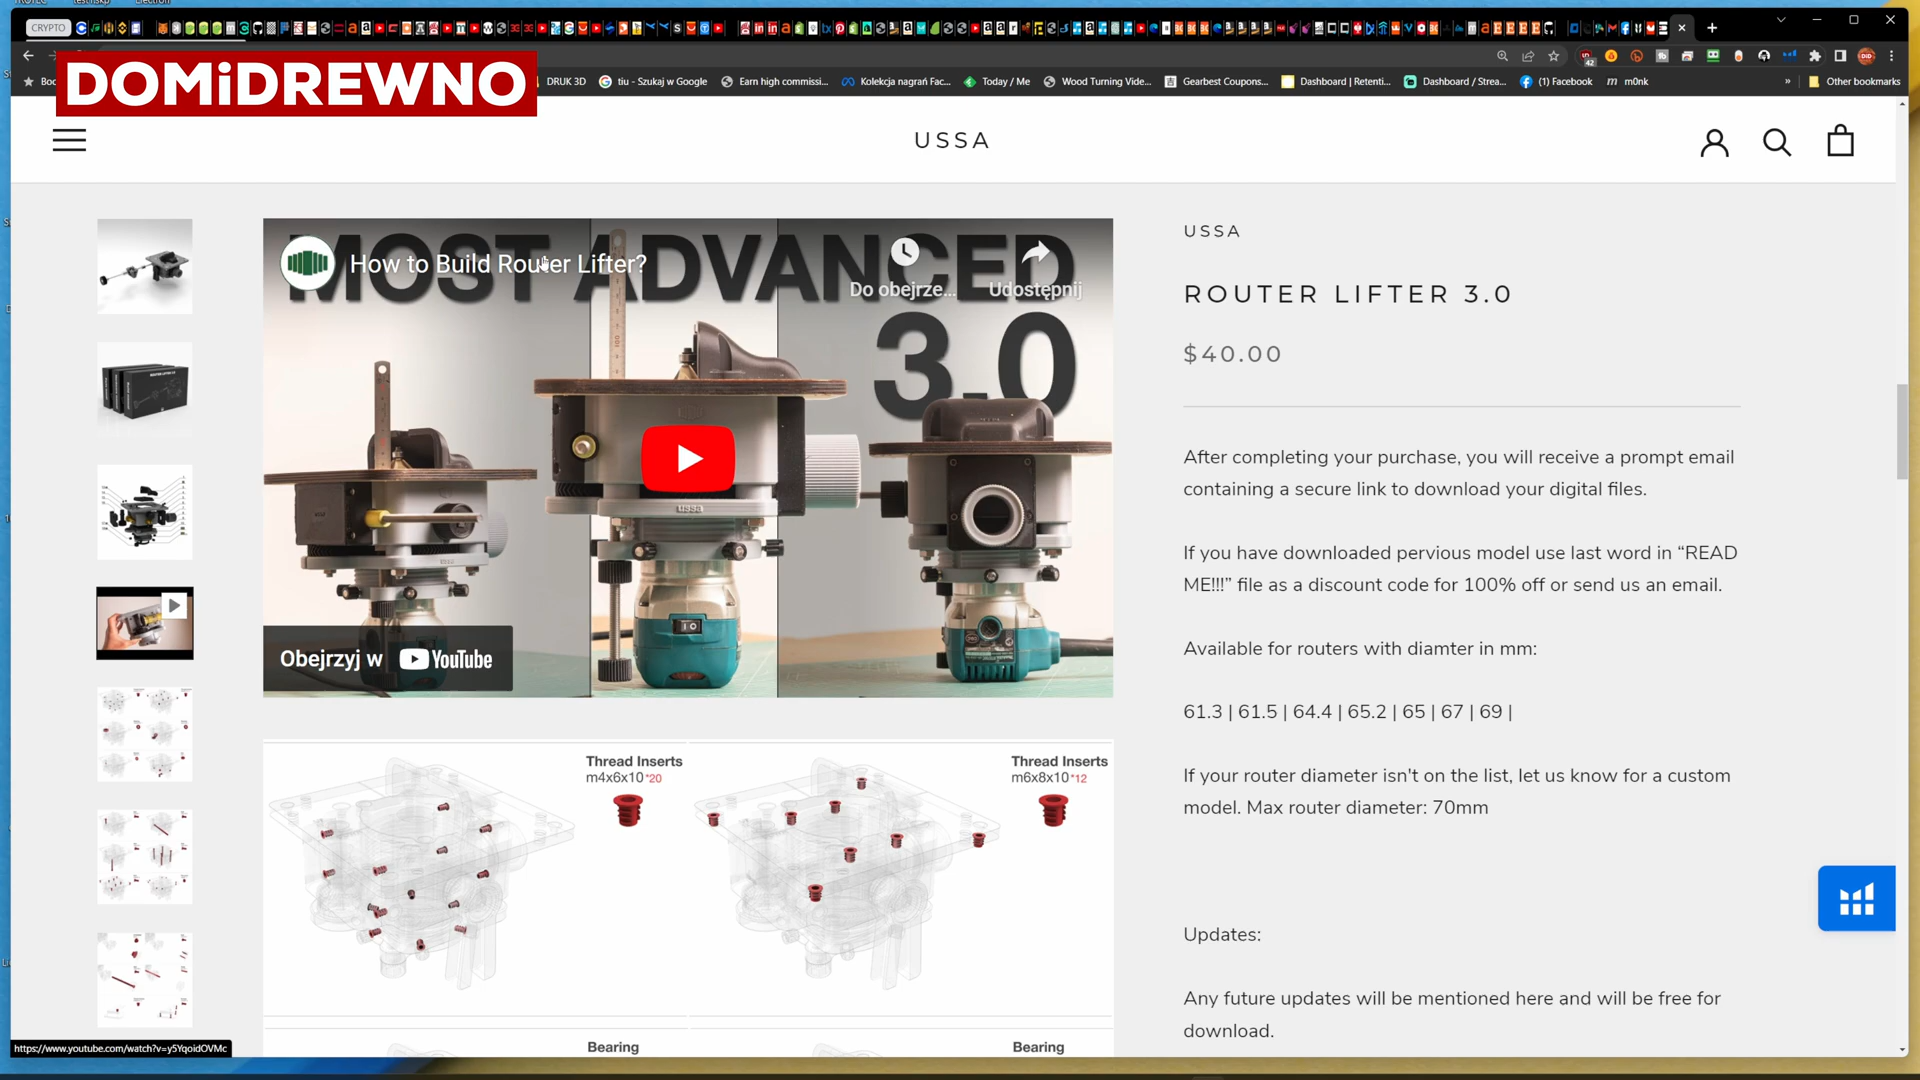 CRYPTO
DOMiDREWNO
DRUK 3D
tiu - Szukaj w Google
Earn high commissi...
Kolekcja nagrań Fac...
Today / Me
Wood Turning Vide...
Gearbest Coupons...
Dashboard | Retenti...
Dashboard / Strea...
(1) Facebook
m0nk
»
Other bookmarks
USSA
MOST ADVANCED
3.0
How to Build Router Lifter?
Do obejrze...
Udostępnij
ussa
Obejrzyj w YouTube
Thread Inserts
m4x6x10 *20
Thread Inserts
m6x8x10 *12
Bearing
Bearing
USSA
ROUTER LIFTER 3.0
$40.00
After completing your purchase, you will receive a prompt email
containing a secure link to download your digital files.
If you have downloaded pervious model use last word in “READ
ME!!!” file as a discount code for 100% off or send us an email.
Available for routers with diamter in mm:
61.3 | 61.5 | 64.4 | 65.2 | 65 | 67 | 69 |
If your router diameter isn't on the list, let us know for a custom
model. Max router diameter: 70mm
Updates:
Any future updates will be mentioned here and will be free for
download.
https://www.youtube.com/watch?v=y5YqoidOVMc